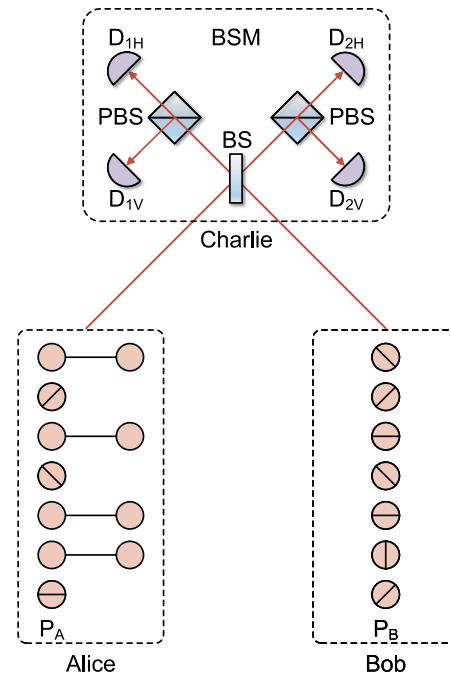 D1H BSM D2H
PBS BS PBS
D1V D2V
Charlie
PA PB
Alice Bob